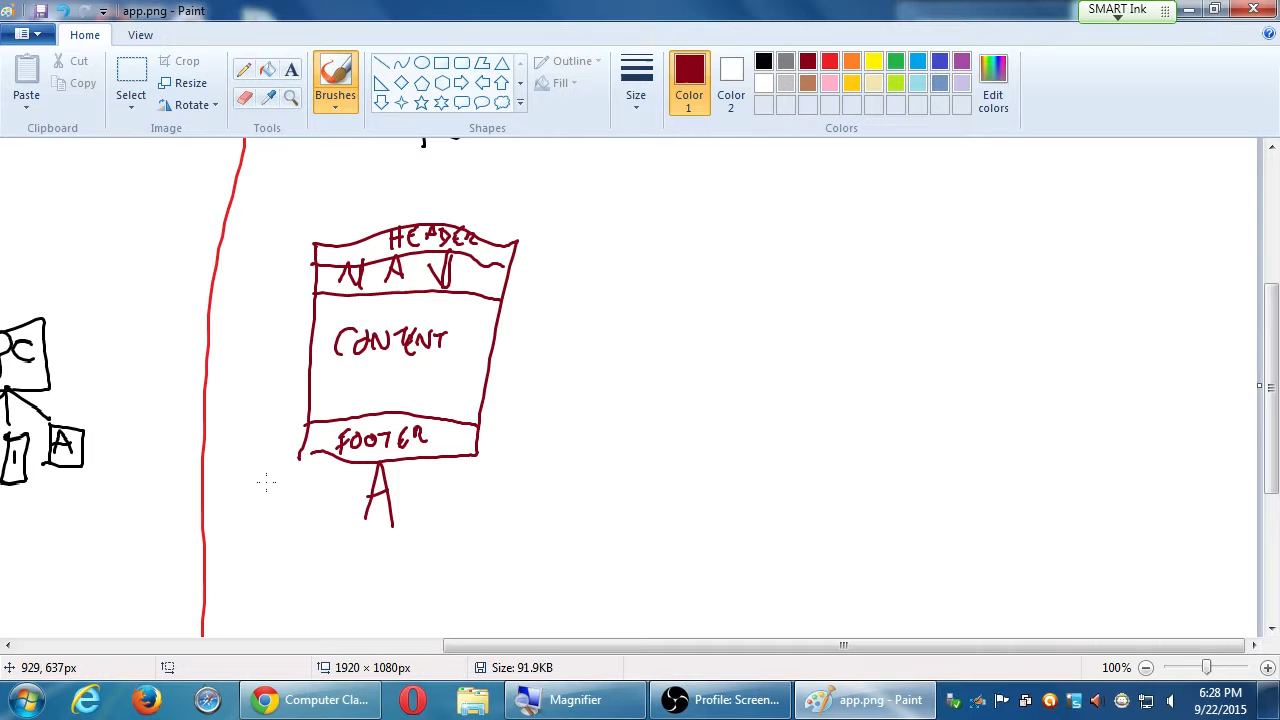 app.png - Paint
SMART Ink
Home
View
Cut
Copy
Paste
Clipboard
Select
Crop
Resize
Rotate
Image
A
Tools
Brushes
Outline
Fill
Shapes
Size
Color
1
Color
2
Edit
colors
Colors
HEADER
NAV
CONTENT
FOOTER
A
PC
1
A
929, 637px
1920 × 1080px
Size: 91.9KB
100%
Computer Cla...
Magnifier
Profile: Screen...
app.png - Paint
6:28 PM
9/22/2015